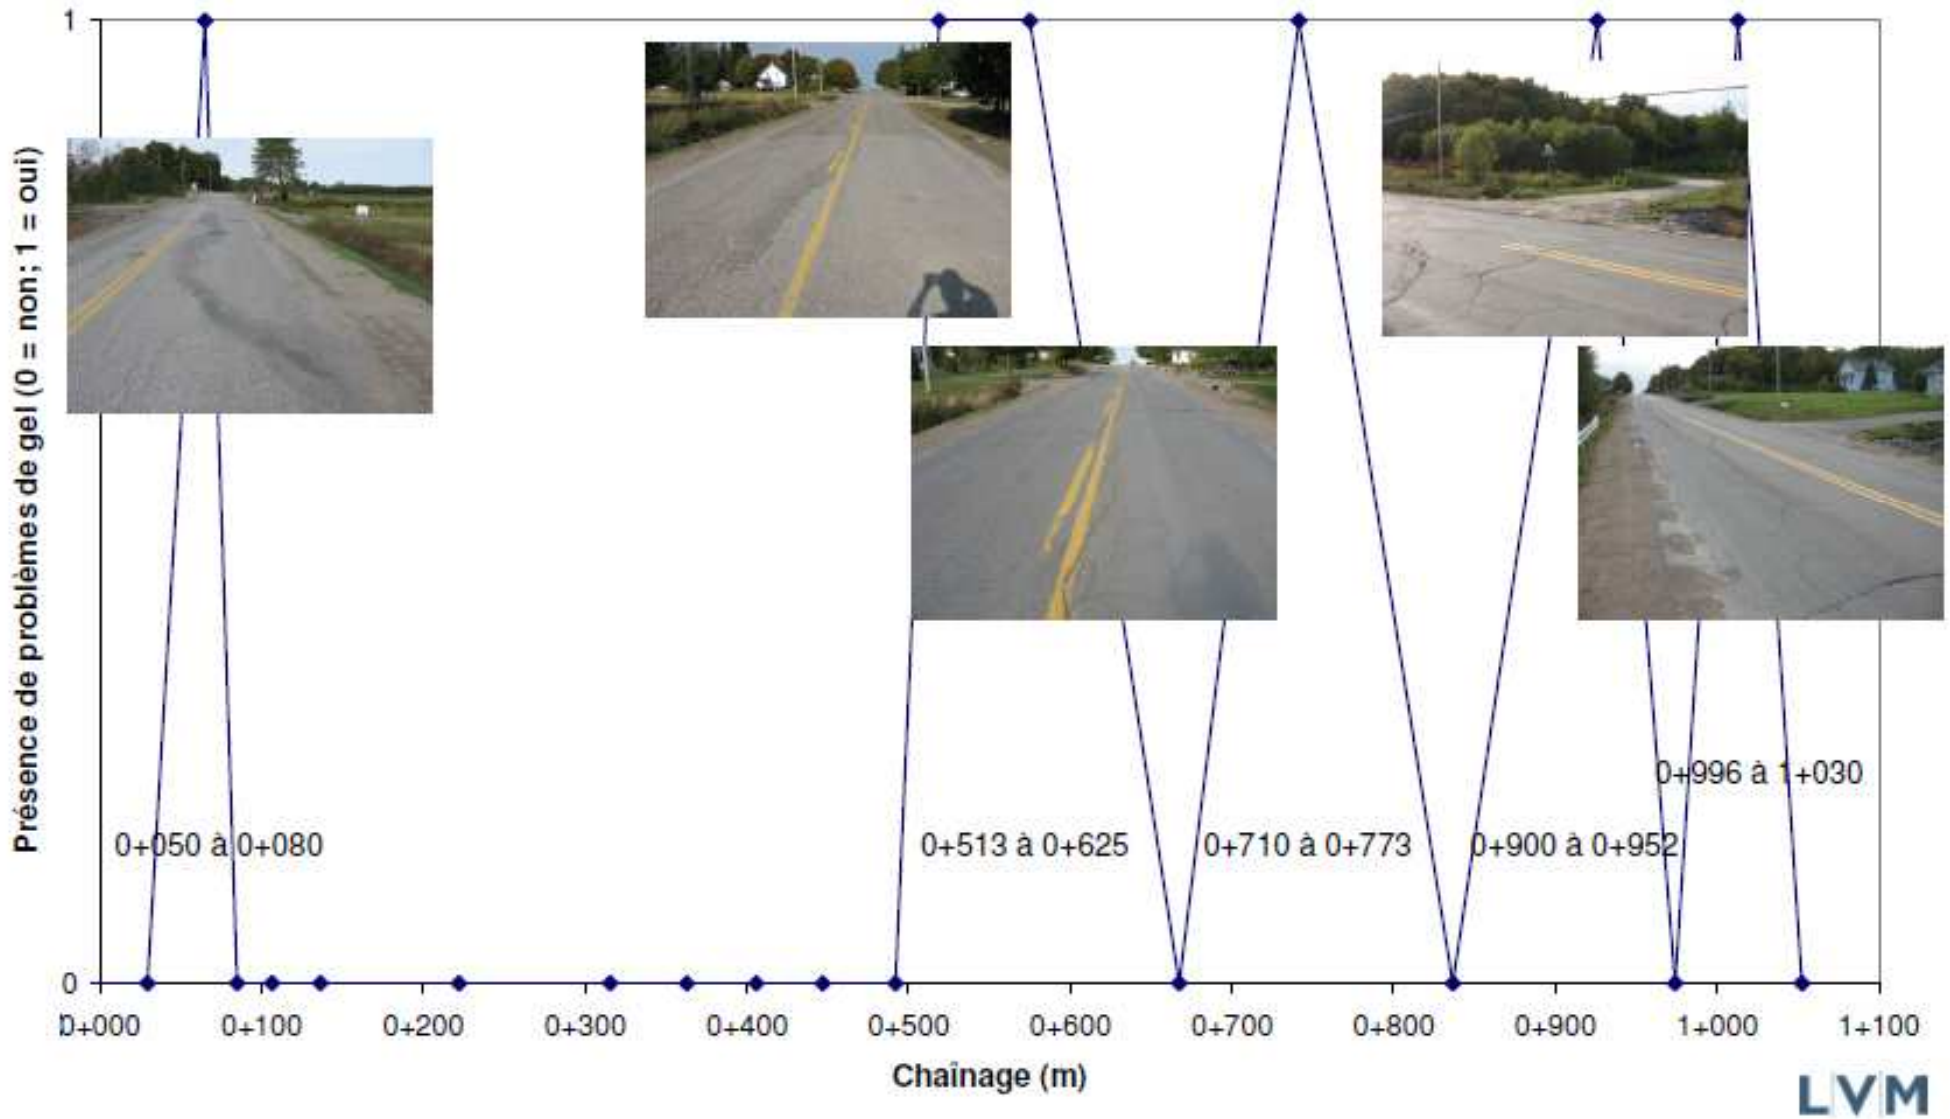 1
Présence de problèmes de gel (0 = non; 1 = oui)
0+996 à 1+030
0+050 à 0+080
0+513 à 0+625
0+710 à 0+773
0+900 à 0+952
0
0+000
0+100
0+200
0+300
0+400
0+500
0+600
0+700
0+800
0+900
1+000
1+100
Chaînage (m)
LVM